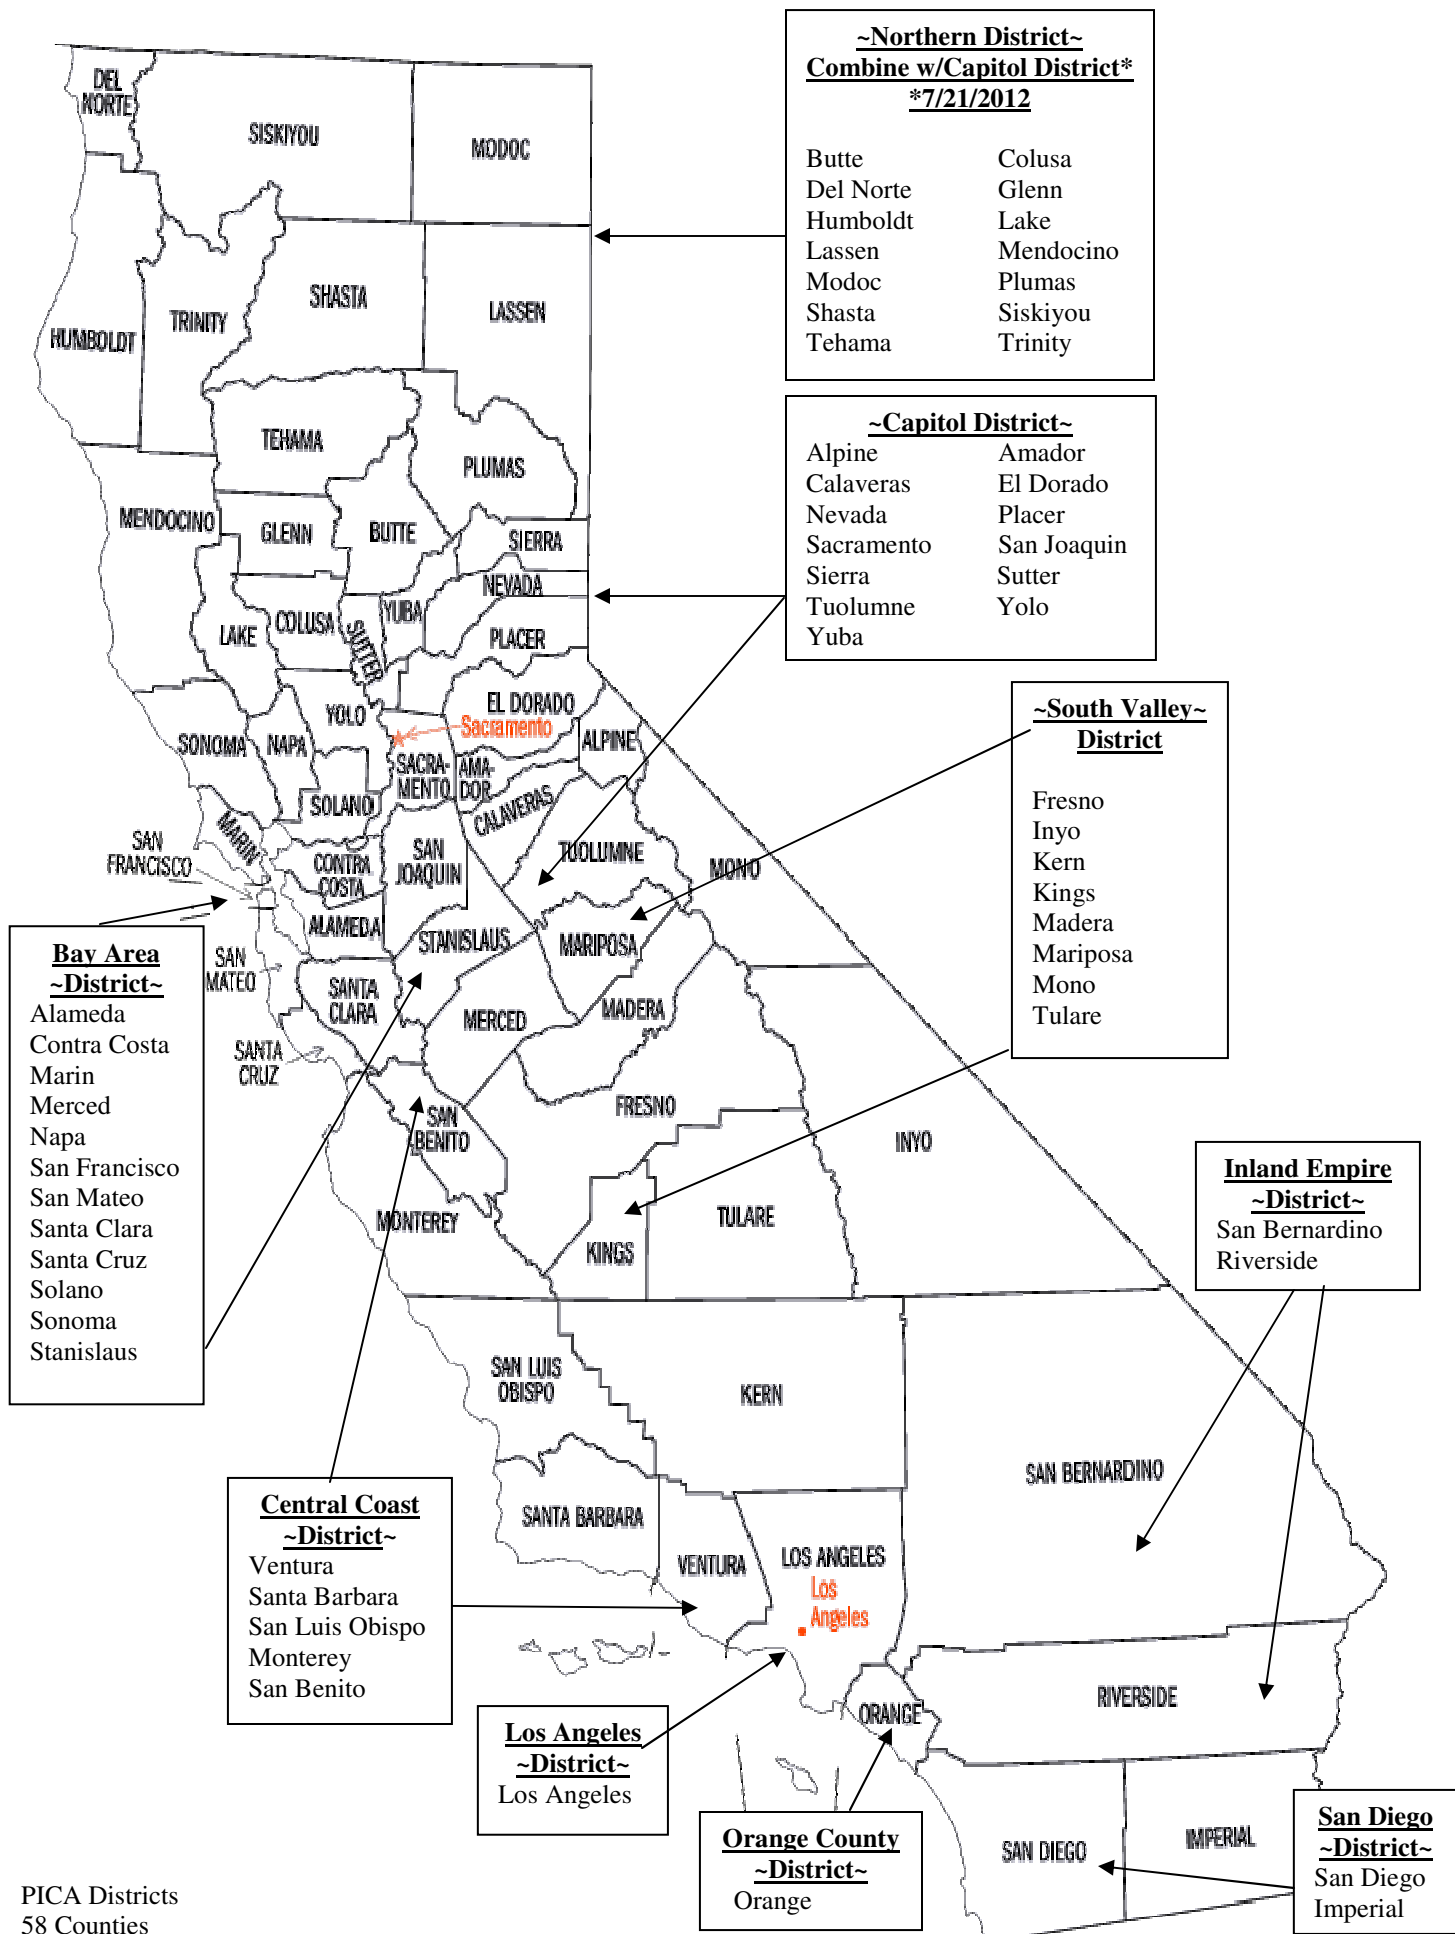 ~Northern District~
Combine w/Capitol District*
*7/21/2012
Butte Colusa
Del Norte Glenn
Humboldt Lake
Lassen Mendocino
Modoc Plumas
Shasta Siskiyou
Tehama Trinity
~Capitol District~
Alpine Amador
Calaveras El Dorado
Nevada Placer
Sacramento San Joaquin
Sierra Sutter
Tuolumne Yolo
Yuba
~South Valley~
District
Fresno
Inyo
Kern
Kings
Madera
Mariposa
Mono
Tulare
Bay Area
~District~
Alameda
Contra Costa
Marin
Merced
Napa
San Francisco
San Mateo
Santa Clara
Santa Cruz
Solano
Sonoma
Stanislaus
Inland Empire
~District~
San Bernardino
Riverside
Central Coast
~District~
Ventura
Santa Barbara
San Luis Obispo
Monterey
San Benito
Los Angeles
~District~
Los Angeles
Orange County
~District~
Orange
San Diego
~District~
San Diego
Imperial
DEL
NORTE
SISKIYOU
MODOC
HUMBOLDT
TRINITY
SHASTA
LASSEN
TEHAMA
PLUMAS
MENDOCINO
GLENN
BUTTE
SIERRA
NEVADA
LAKE
COLUSA
SUTTER
YUBA
PLACER
SONOMA
NAPA
YOLO
EL DORADO
Sacramento
ALPINE
SACRA-
MENTO
AMA-
DOR
SOLANO
CALAVERAS
MARIN
SAN
FRANCISCO
CONTRA
COSTA
SAN
JOAQUIN
TUOLUMNE
MONO
ALAMEDA
STANISLAUS
MARIPOSA
SAN
MATEO
SANTA
CLARA
MERCED
MADERA
SANTA
CRUZ
SAN
BENITO
FRESNO
INYO
MONTEREY
KINGS
TULARE
SAN LUIS
OBISPO
KERN
SAN BERNARDINO
SANTA BARBARA
VENTURA
LOS ANGELES
Los
Angeles
ORANGE
RIVERSIDE
SAN DIEGO
IMPERIAL
PICA Districts
58 Counties